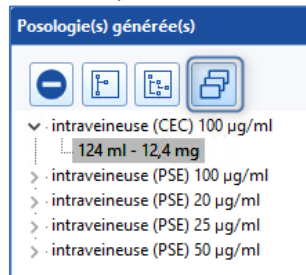 Posologie(s) générée(s)
intraveineuse (CEC) 100 µg/ml
124 ml - 12,4 mg
intraveineuse (PSE) 100 µg/ml
intraveineuse (PSE) 20 µg/ml
intraveineuse (PSE) 25 µg/ml
intraveineuse (PSE) 50 µg/ml